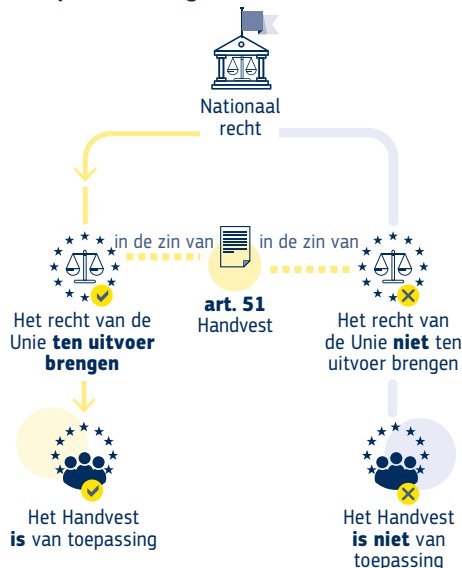 Nationaal
recht
in de zin van
in de zin van
art. 51
Handvest
Het recht van de
Unie ten uitvoer
brengen
Het recht van
de Unie niet ten
uitvoer brengen
Het Handvest
is van toepassing
Het Handvest
is niet van
toepassing